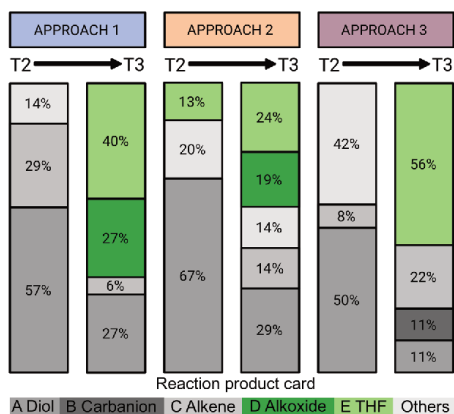 APPROACH 1 APPROACH 2 APPROACH 3
T2 T3 T2 T3 T2 T3
14% 29% 57%
40% 27% 6% 27%
13% 20% 67%
24% 19% 14% 14% 29%
42% 8% 50%
56% 22% 11% 11%
Reaction product card
A Diol B Carbanion C Alkene D Alkoxide E THF Others